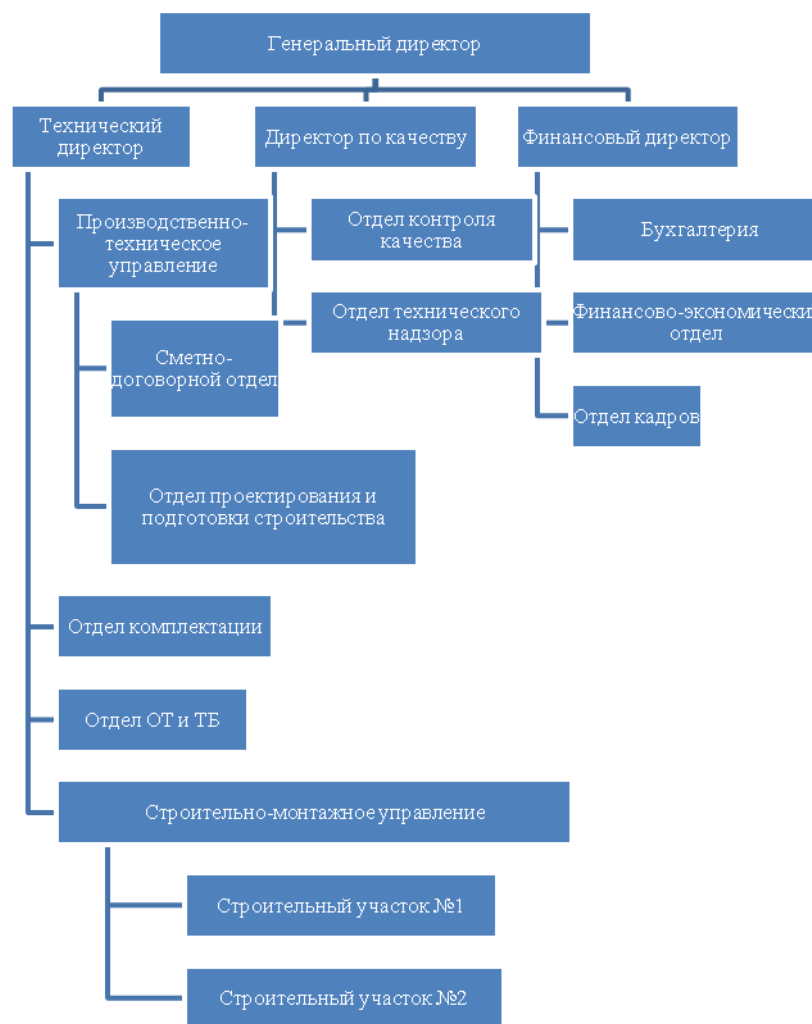 Генеральный директор
Технический
директор
Директор по качеству
Финансовый директор
Производственно-
техническое
управление
Отдел контроля
качества
Бухгалтерия
Отдел технического
надзора
Финансово-экономически
отдел
Сметно-
договорной отдел
Отдел кадров
Отдел проектирования и
подготовки строительства
Отдел комплектации
Отдел ОТ и ТБ
Строительно-монтажное управление
Строительный участок №1
Строительный участок №2